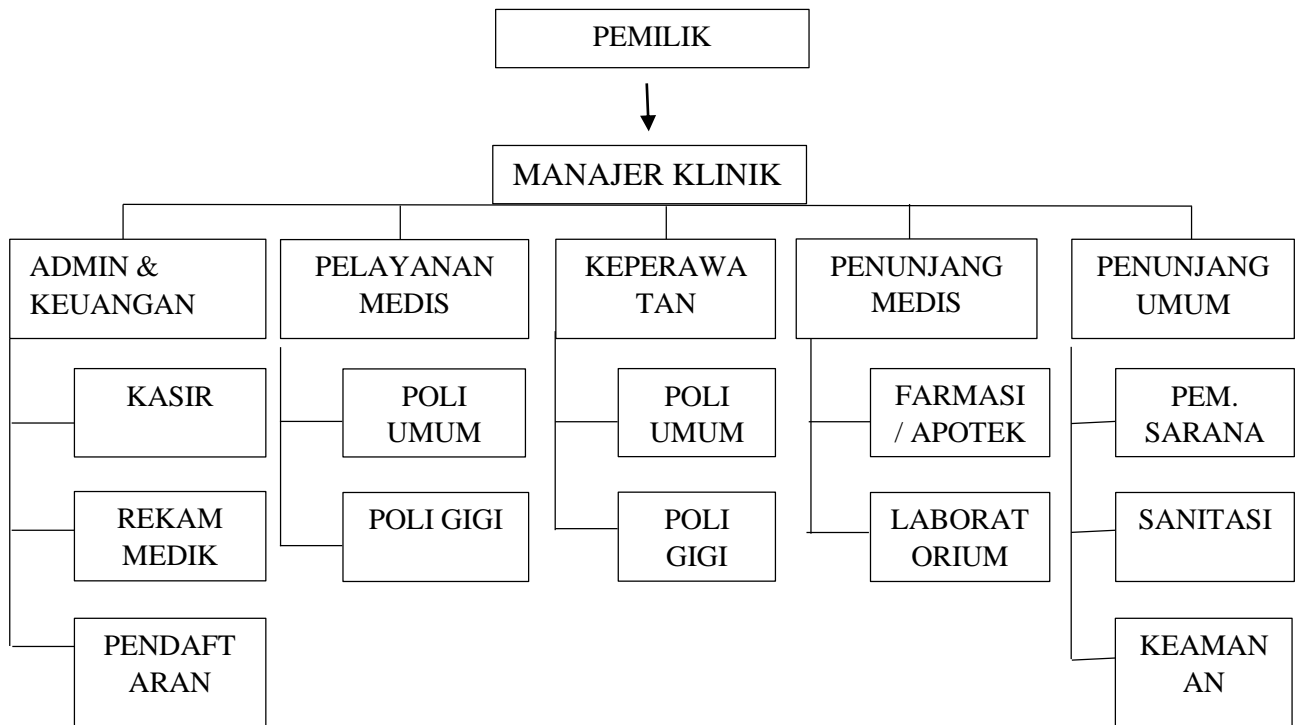 PEMILIK
MANAJER KLINIK
ADMIN &
KEUANGAN
PELAYANAN
MEDIS
KEPERAWA
TAN
PENUNJANG
MEDIS
PENUNJANG
UMUM
KASIR
POLI
UMUM
POLI
UMUM
FARMASI
/ APOTEK
PEM.
SARANA
REKAM
MEDIK
POLI GIGI
POLI
GIGI
LABORAT
ORIUM
SANITASI
PENDAFT
ARAN
KEAMAN
AN